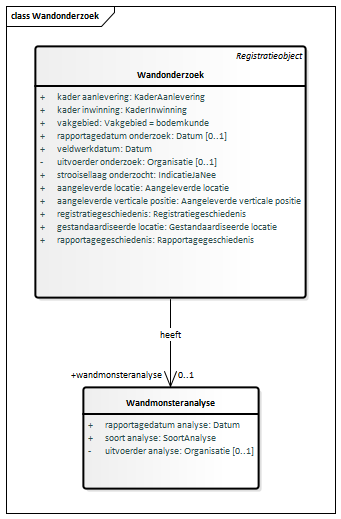 class Wandonderzoek
Registratieobject
Wandonderzoek
+ kader aanlevering: KaderAanlevering
+ kader inwinning: KaderInwinning
+ vakgebied: Vakgebied = bodemkunde
+ rapportagedatum onderzoek: Datum [0..1]
+ veldwerkdatum: Datum
- uitvoerder onderzoek: Organisatie [0..1]
+ strooisellaag onderzocht: IndicatieJaNee
+ aangeleverde locatie: Aangeleverde locatie
+ aangeleverde verticale positie: Aangeleverde verticale positie
+ registratiegeschiedenis: Registratiegeschiedenis
+ gestandaardiseerde locatie: Gestandaardiseerde locatie
+ rapportagegeschiedenis: Rapportagegeschiedenis
heeft
+wandmonsteranalyse 0..1
Wandmonsteranalyse
+ rapportagedatum analyse: Datum
+ soort analyse: SoortAnalyse
- uitvoerder analyse: Organisatie [0..1]